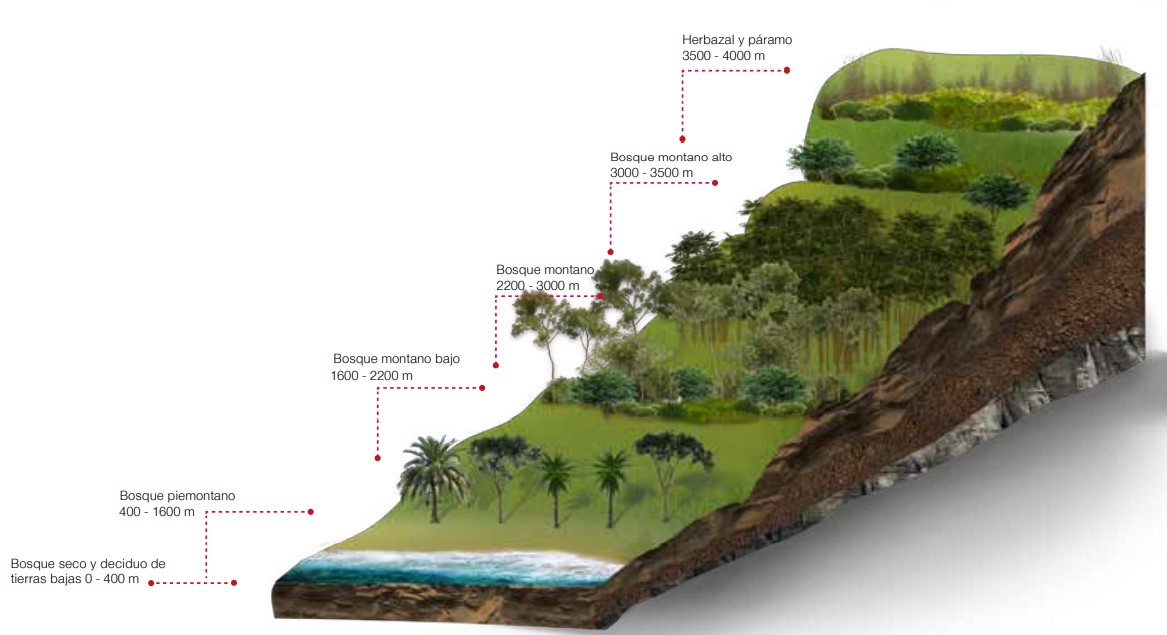 Herbazal y páramo
3500 - 4000 m
Bosque montano alto
3000 - 3500 m
Bosque montano
2200 - 3000 m
Bosque montano bajo
1600 - 2200 m
Bosque piemontano
400 - 1600 m
Bosque seco y deciduo de
tierras bajas 0 - 400 m